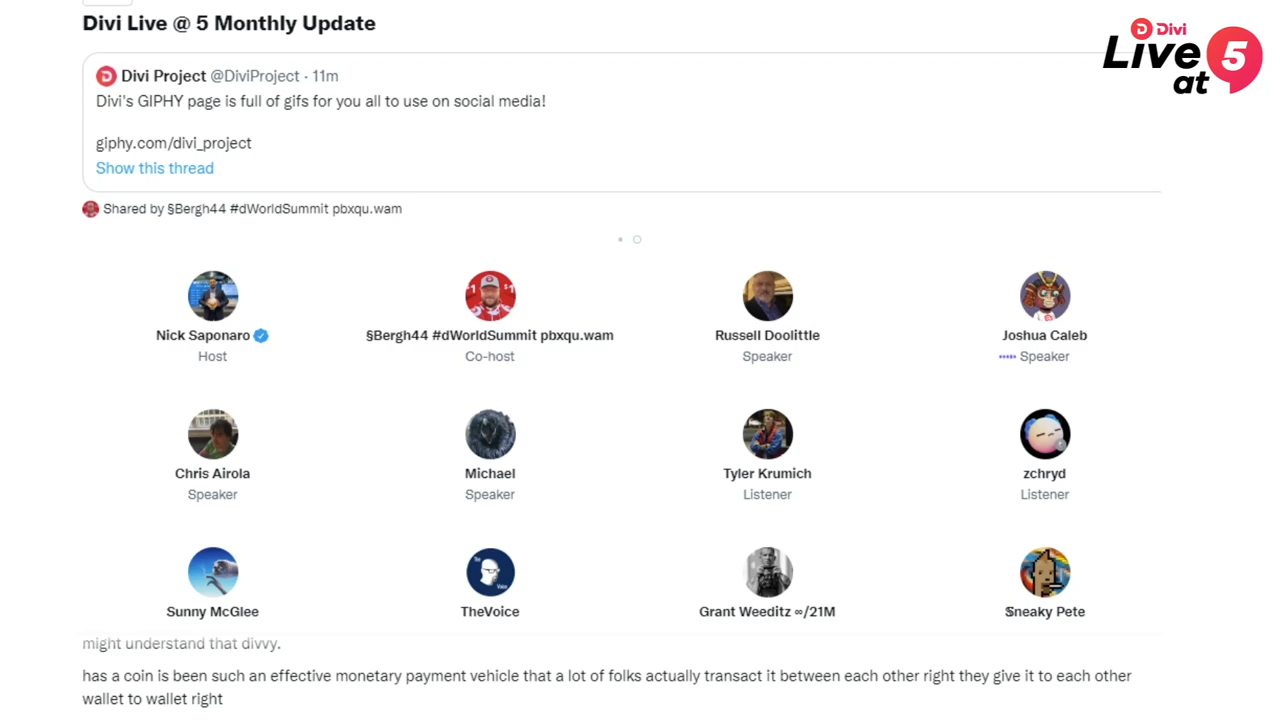 Divi Live @ 5 Monthly Update
Divi
Live
at
5
Divi Project @DiviProject · 11m
Divi's GIPHY page is full of gifs for you all to use on social media!
giphy.com/divi_project
Show this thread
Shared by §Bergh44 #dWorldSummit pbxqu.wam
Nick Saponaro
Host
§Bergh44 #dWorldSummit pbxqu.wam
Co-host
Russell Doolittle
Speaker
Joshua Caleb
Speaker
Chris Airola
Speaker
Michael
Speaker
Tyler Krumich
Listener
zchryd
Listener
Sunny McGlee
TheVoice
Grant Weeditz ∞/21M
Sneaky Pete
might understand that divvy.
has a coin is been such an effective monetary payment vehicle that a lot of folks actually transact it between each other right they give it to each other
wallet to wallet right